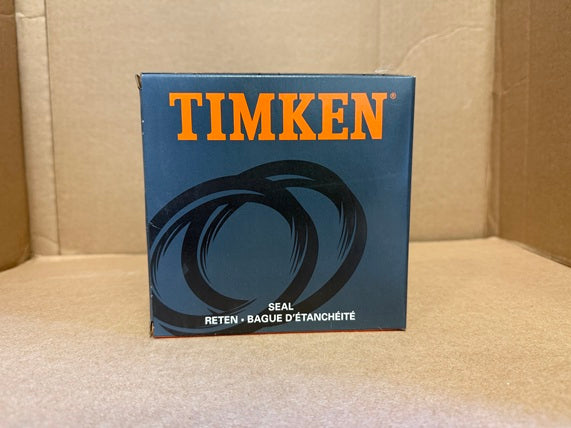 TIMKEN®
SEAL
RETEN • BAGUE D'ÉTANCHÉITÉ